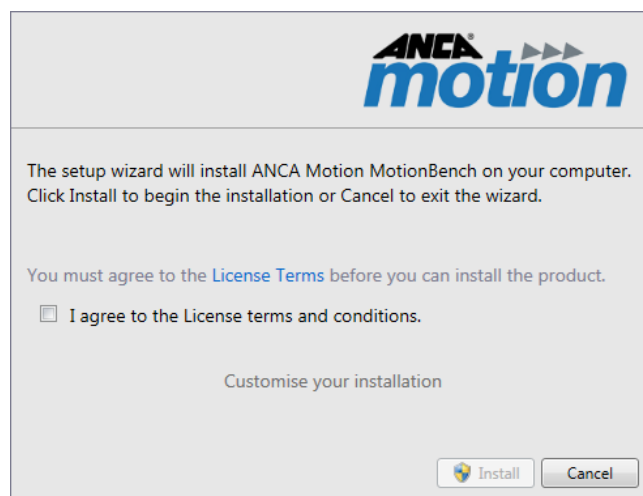 ANCA®
motion
The setup wizard will install ANCA Motion MotionBench on your computer.
Click Install to begin the installation or Cancel to exit the wizard.
You must agree to the License Terms before you can install the product.
I agree to the License terms and conditions.
Customise your installation
Install Cancel